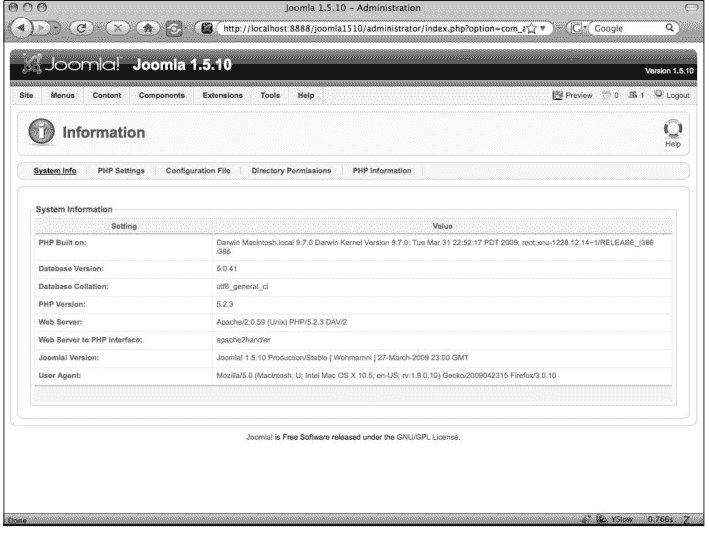 Joomla 1.5.10 – Administration
http://localhost:8888/joomla1510/administrator/index.php?option=com_a
Google
Joomla! Joomla 1.5.10
Version 1.5.10
Site Menus Content Components Extensions Tools Help Preview 0 1 Logout
Information
Help
System Info PHP Settings Configuration File Directory Permissions PHP Information
System Information
Setting Value
PHP Built on: Darwin Macintosh.local 9.7.0 Darwin Kernel Version 9.7.0: Tue Mar 31 22:52:17 PDT 2009; root:xnu-1228.12.14~1/RELEASE_I386
i386
Database Version: 5.0.41
Database Collation: utf8_general_ci
PHP Version: 5.2.3
Web Server: Apache/2.0.59 (Unix) PHP/5.2.3 DAV/2
Web Server to PHP interface: apache2handler
Joomla! Version: Joomla! 1.5.10 Production/Stable [ Wohmamni ] 27-March-2009 23:00 GMT
User Agent: Mozilla/5.0 (Macintosh; U; Intel Mac OS X 10.5; en-US; rv:1.9.0.10) Gecko/2009042315 Firefox/3.0.10
Joomla! is Free Software released under the GNU/GPL License.
Done YSlow 0.766s